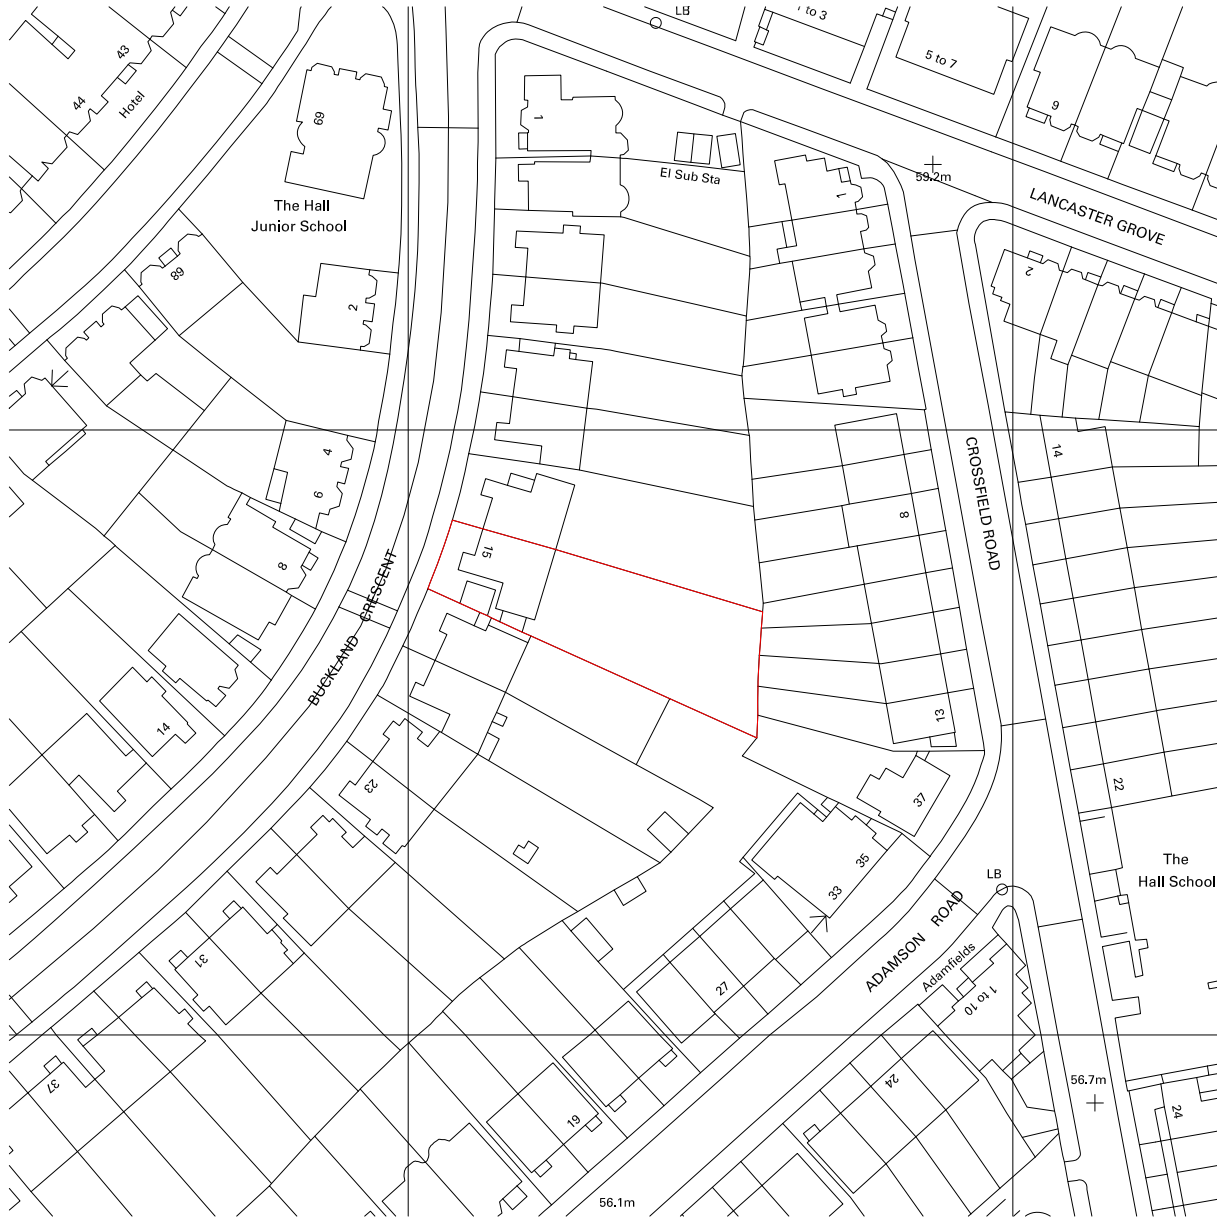 LB
1 to 3
5 to 7
43
44
Hotel
69
1
9
El Sub Sta
59.2m
1
LANCASTER GROVE
The Hall
Junior School
68
2
2
4
6
14
CROSSFIELD ROAD
8
15
8
BUCKLAND CRESCENT
14
13
23
22
37
35
33
The
Hall School
LB
ADAMSON ROAD
Adamfields
1 to 10
31
27
37
24
56.7m
19
24
56.1m